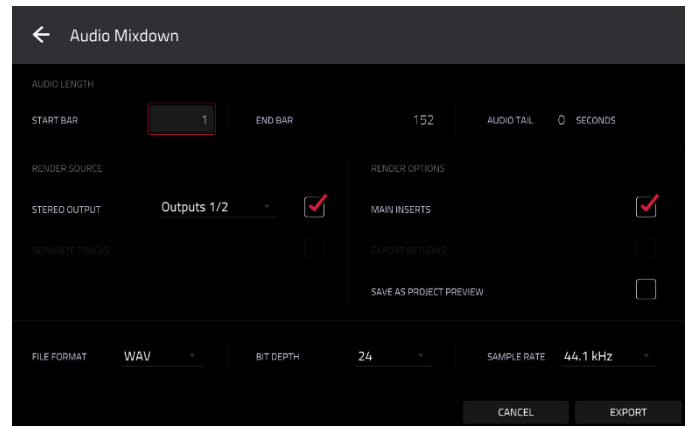 Audio Mixdown
AUDIO LENGTH
START BAR 1 END BAR 152 AUDIO TAIL 0 SECONDS
RENDER SOURCE RENDER OPTIONS
STEREO OUTPUT Outputs 1/2 MAIN INSERTS
SEPARATE TRACKS EXPORT RETURNS
SAVE AS PROJECT PREVIEW
FILE FORMAT WAV BIT DEPTH 24 SAMPLE RATE 44.1 kHz
CANCEL EXPORT